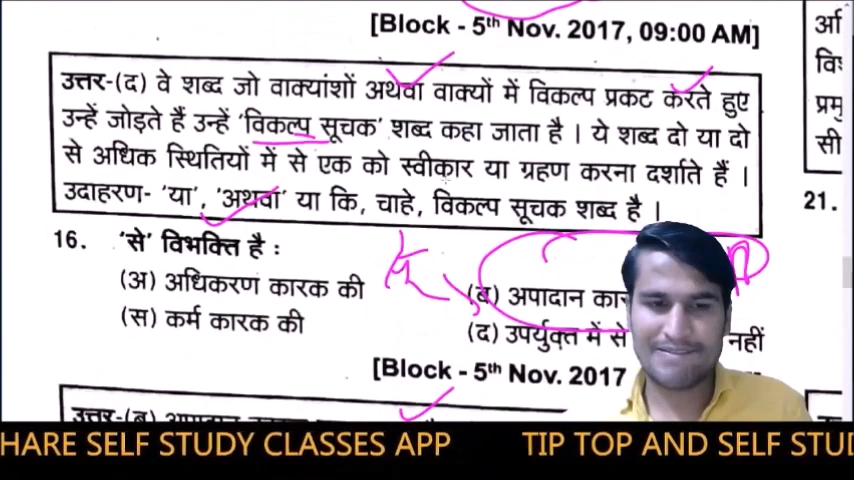 [Block - 5th Nov. 2017, 09:00 AM]
उत्तर-(द) वे शब्द जो वाक्यांशों अथवा वाक्यों में विकल्प प्रकट करते हुए
उन्हें जोड़ते हैं उन्हें 'विकल्प सूचक' शब्द कहा जाता है । ये शब्द दो या दो
से अधिक स्थितियों में से एक को स्वीकार या ग्रहण करना दर्शाते हैं ।
उदाहरण- 'या', 'अथवा' या कि, चाहे, विकल्प सूचक शब्द है ।
16. 'से' विभक्ति है :
(अ) अधिकरण कारक की
(ब) अपादान
(स) कर्म कारक की
(द) उपर्युक्त में से नहीं
[Block - 5th Nov. 2017
उत्तर-(ब) अपादान
21.
HARE SELF STUDY CLASSES APP TIP TOP AND SELF STUD